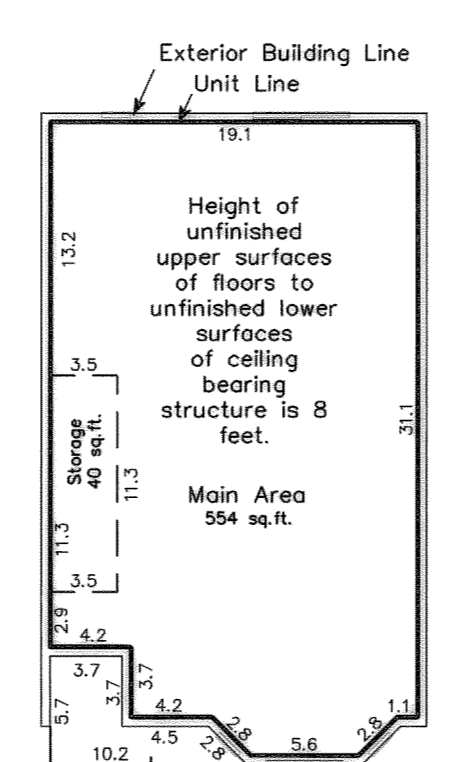 Exterior Building Line
Unit Line
19.1
13.2
Height of
unfinished
upper surfaces
of floors to
unfinished lower
surfaces
of ceiling
bearing
structure is 8
feet.
3.5
31.1
Storage
40 sq.ft.
11.3
Main Area
554 sq.ft.
11.3
3.5
2.9
4.2
3.7
3.7
3.7
5.7
4.2
1.1
4.5
2.8
2.8
2.8
5.6
10.2